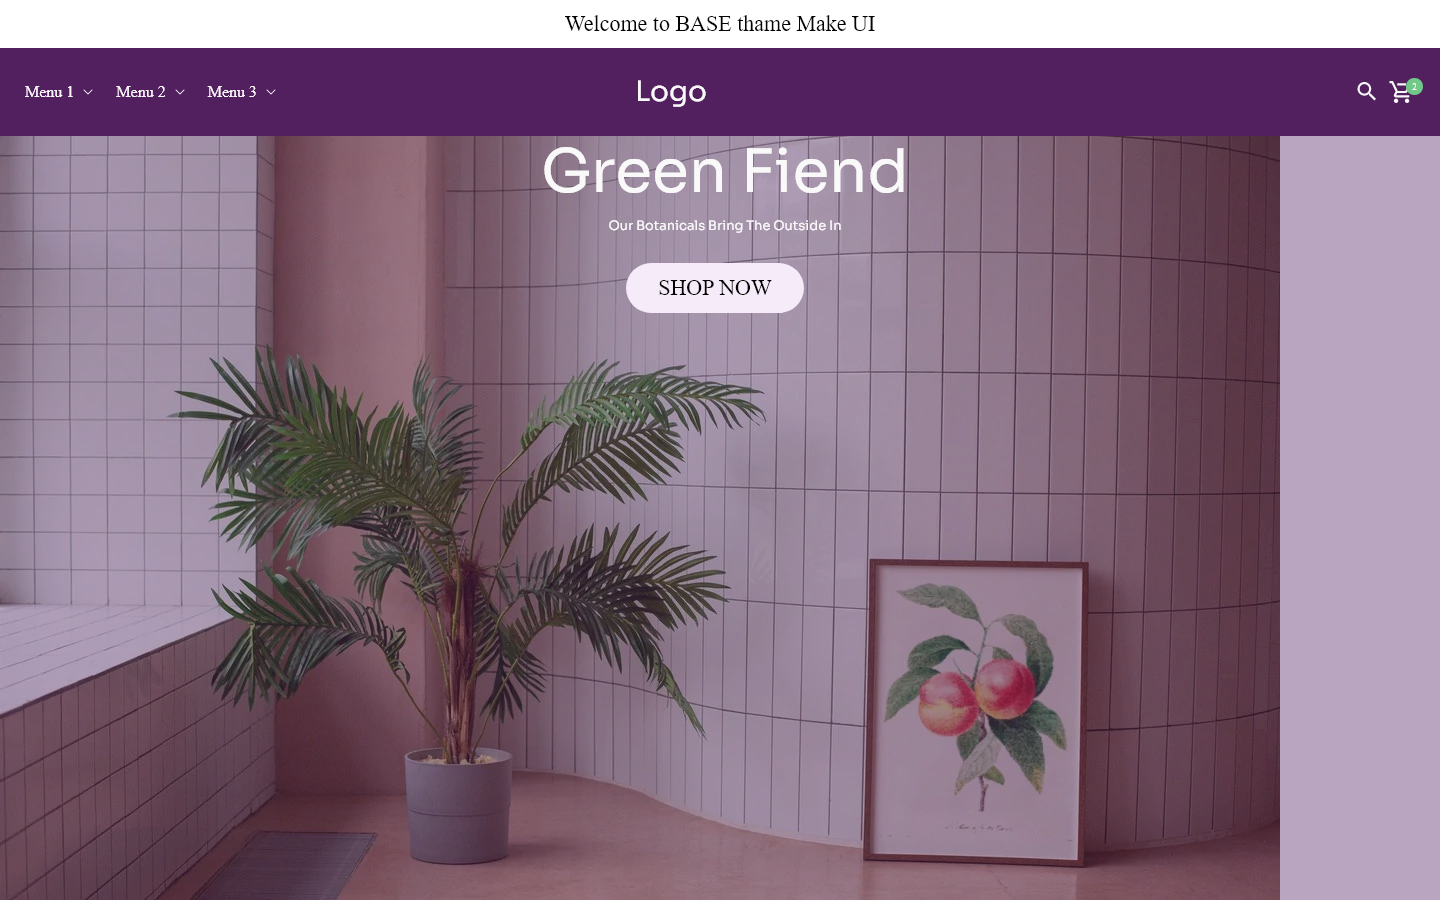 Welcome to BASE thame Make UI
Menu 1 Menu 2 Menu 3 Logo 2
Green Fiend
Our Botanicals Bring The Outside In
SHOP NOW